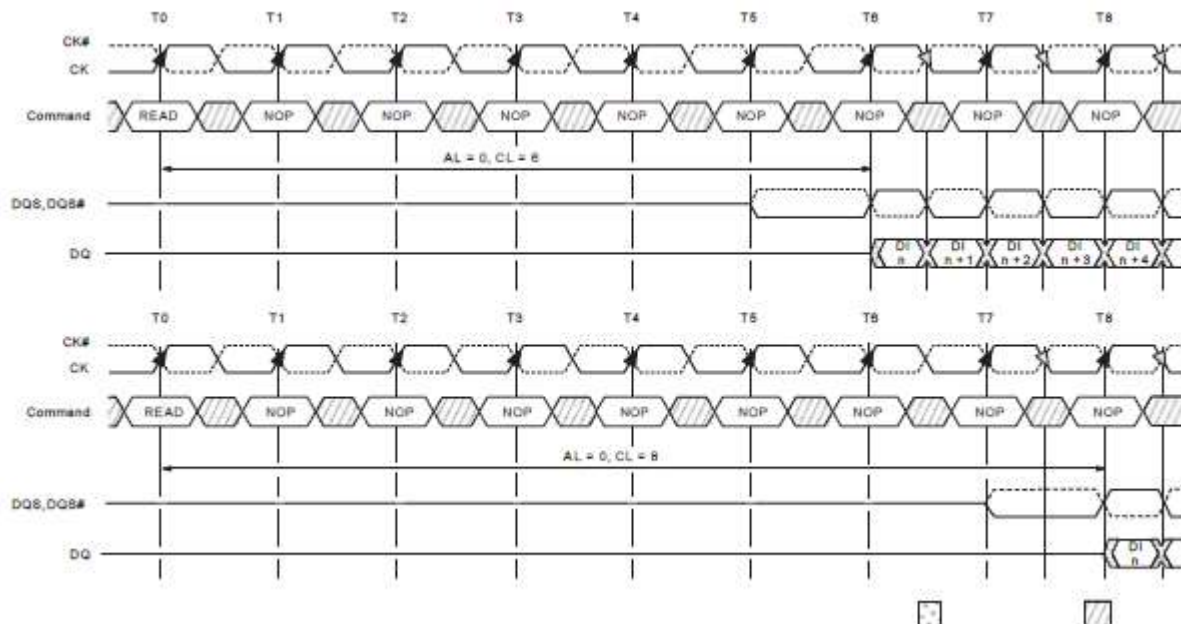 T0 T1 T2 T3 T4 T5 T6 T7 T8
CK#
CK
Command READ NOP NOP NOP NOP NOP NOP NOP NOP
AL = 0, CL = 6
DQS,DQS#
DQ DI n DI n + 1 DI n + 2 DI n + 3 DI n + 4
T0 T1 T2 T3 T4 T5 T6 T7 T8
CK#
CK
Command READ NOP NOP NOP NOP NOP NOP NOP NOP
AL = 0, CL = 8
DQS,DQS#
DQ DI n